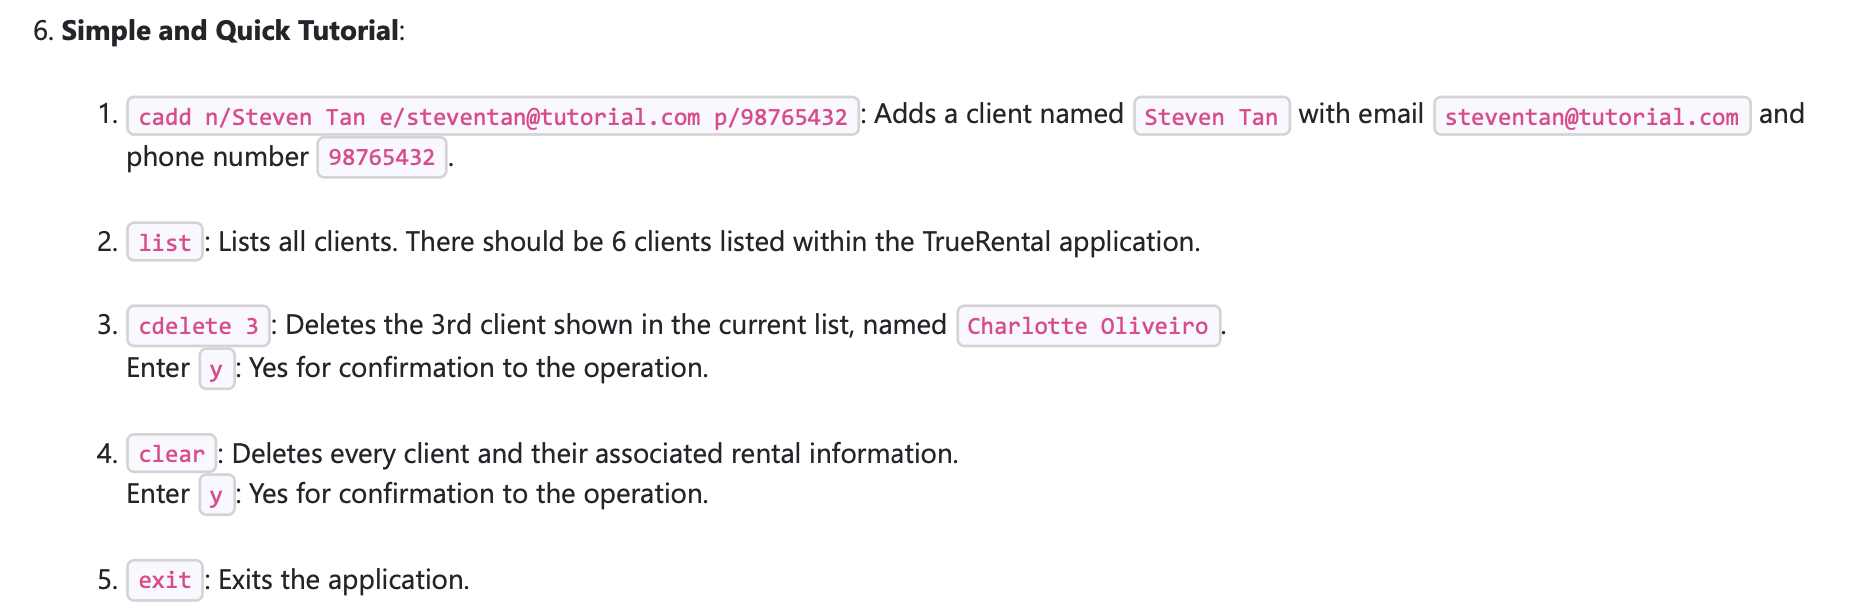 6. Simple and Quick Tutorial:
1. cadd n/Steven Tan e/steventan@tutorial.com p/98765432: Adds a client named Steven Tan with email steventan@tutorial.com and
phone number 98765432.
2. list: Lists all clients. There should be 6 clients listed within the TrueRental application.
3. cdelete 3: Deletes the 3rd client shown in the current list, named Charlotte Oliveiro.
Enter y: Yes for confirmation to the operation.
4. clear: Deletes every client and their associated rental information.
Enter y: Yes for confirmation to the operation.
5. exit: Exits the application.